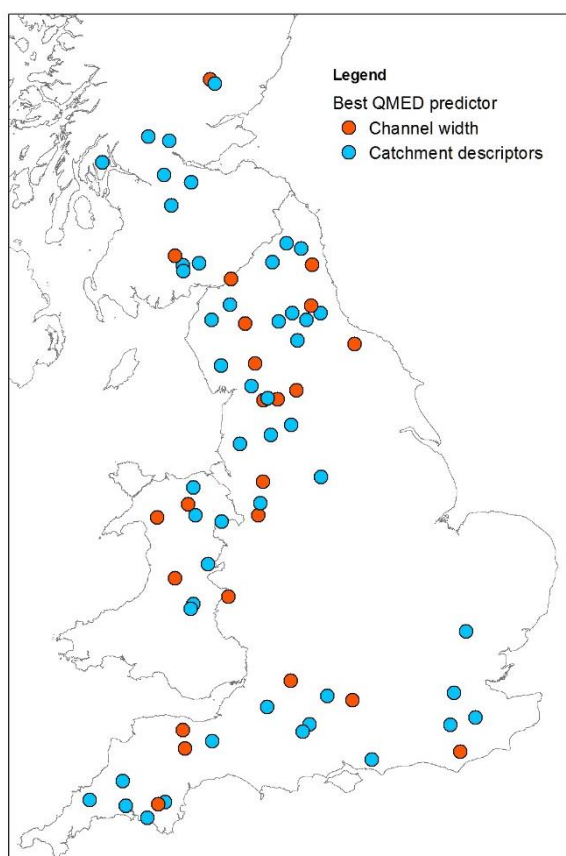 Legend
Best QMED predictor
Channel width
Catchment descriptors